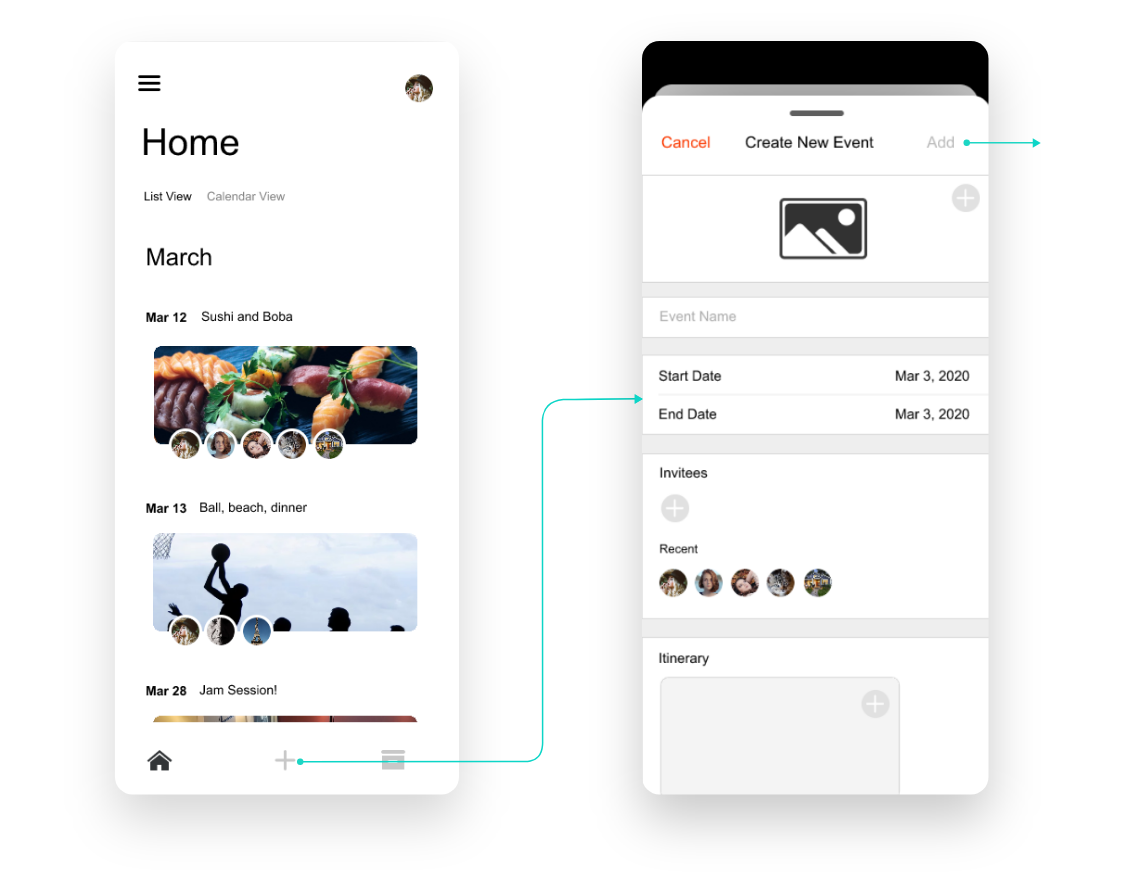 Home
List View Calendar View
March
Mar 12 Sushi and Boba
Mar 13 Ball, beach, dinner
Mar 28 Jam Session!
Cancel Create New Event Add
Event Name
Start Date Mar 3, 2020
End Date Mar 3, 2020
Invitees
Recent
Itinerary